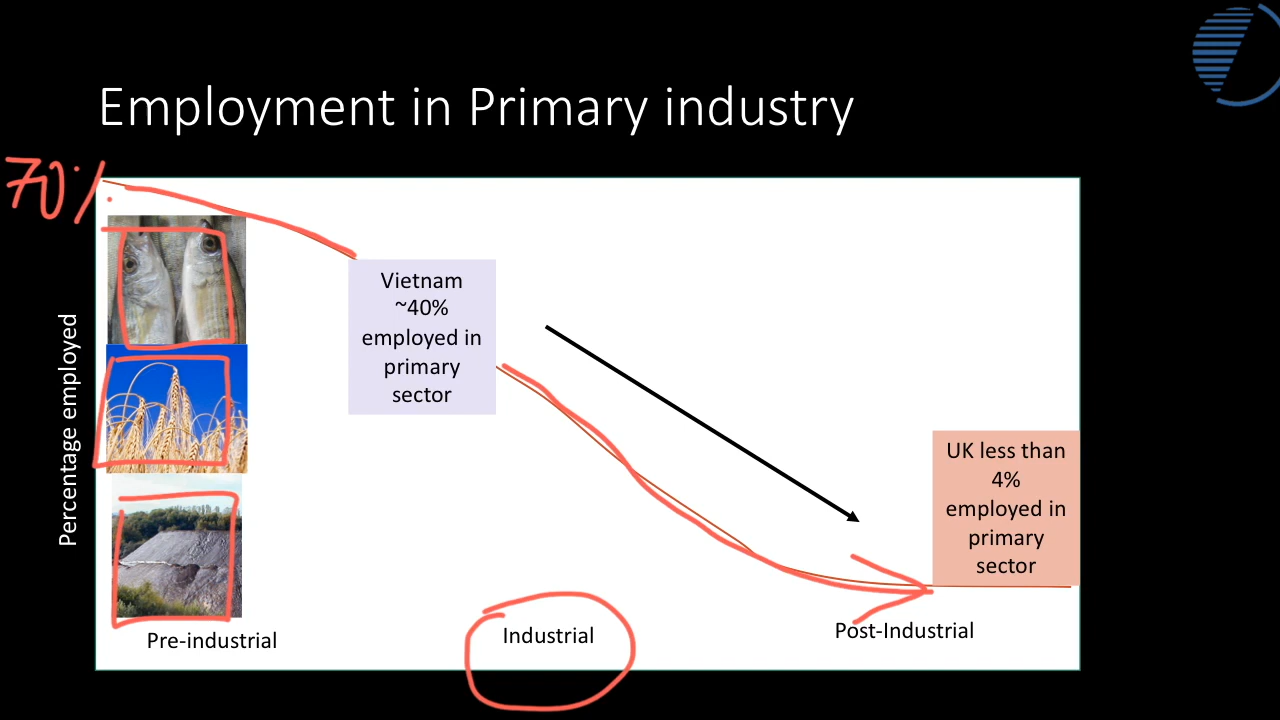 Employment in Primary industry
70%
Percentage employed
Vietnam
~40%
employed in
primary
sector
UK less than
4%
employed in
primary
sector
Pre-industrial
Industrial
Post-Industrial